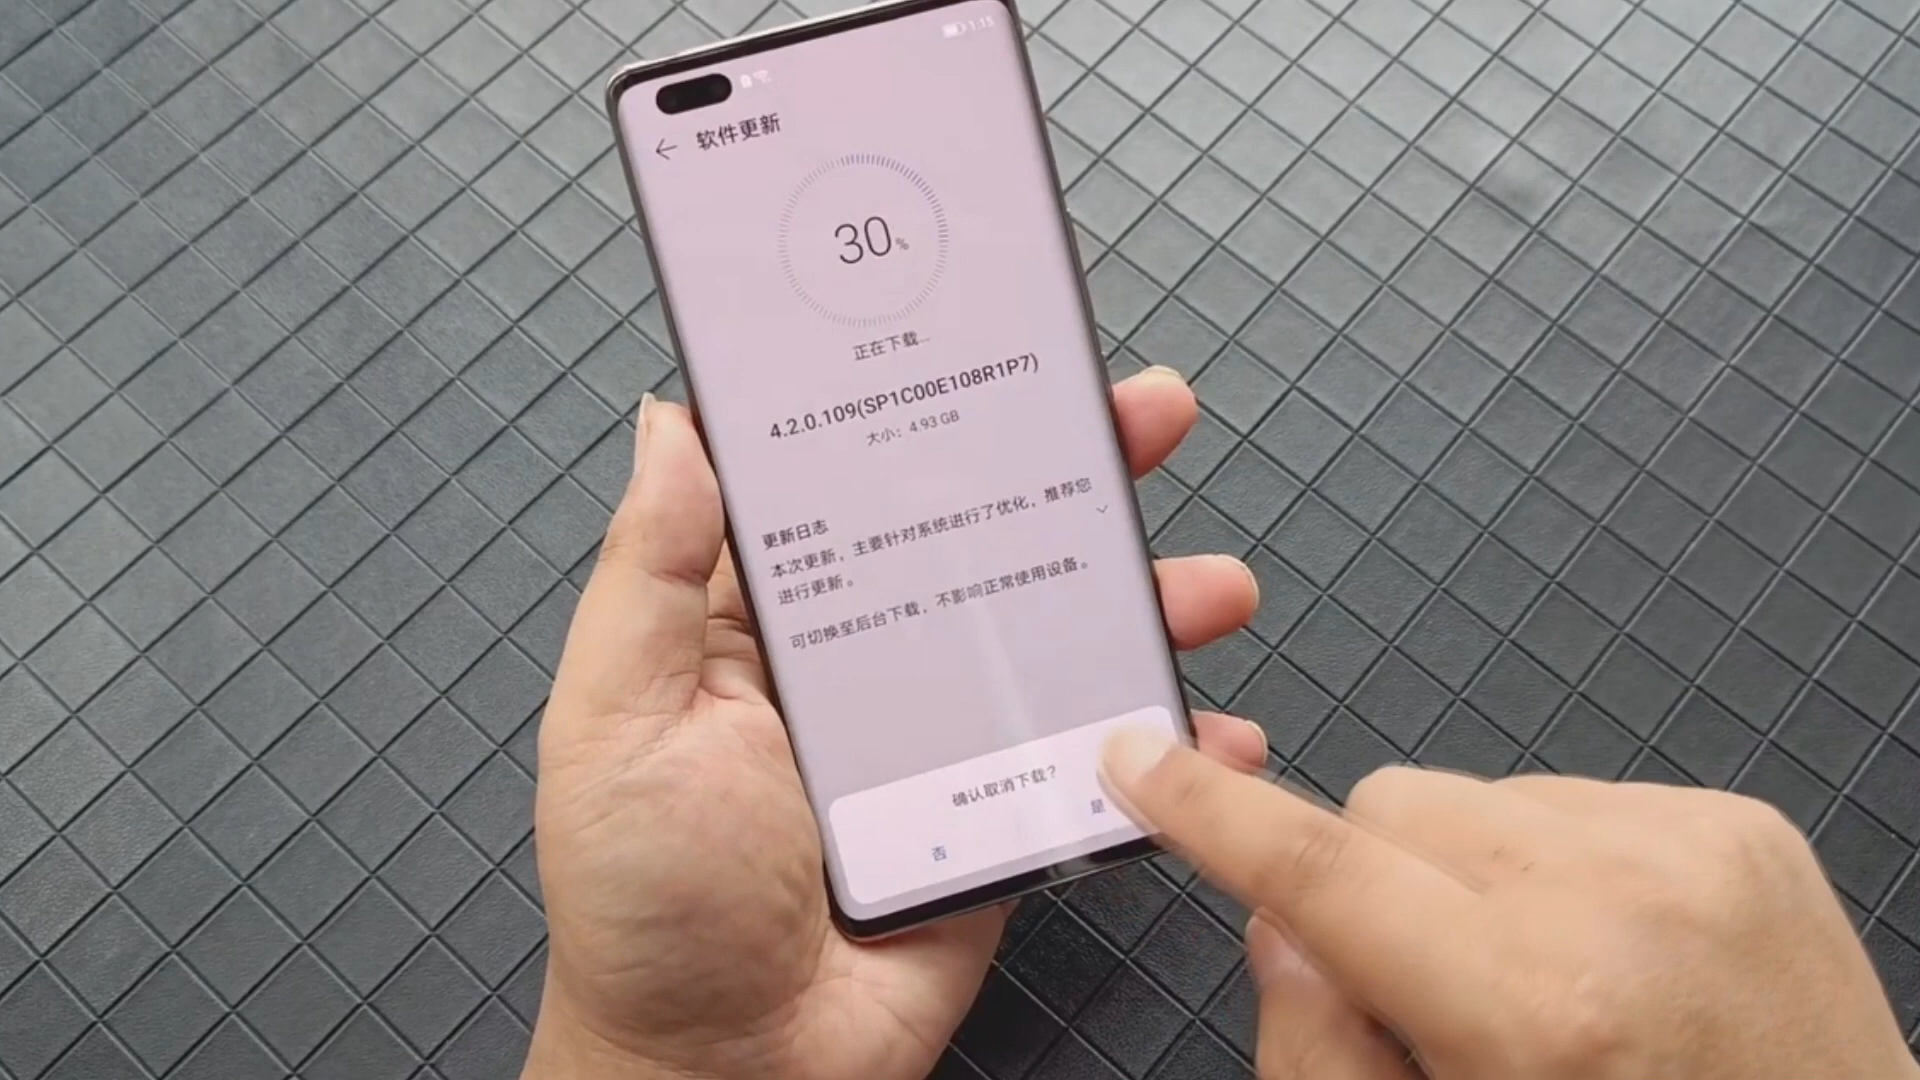 1:15
软件更新
30%
正在下载...
4.2.0.109(SP1C00E108R1P7)
大小：4.93 GB
更新日志
本次更新，主要针对系统进行了优化，推荐您
进行更新。
可切换至后台下载，不影响正常使用设备。
确认取消下载？
否 是